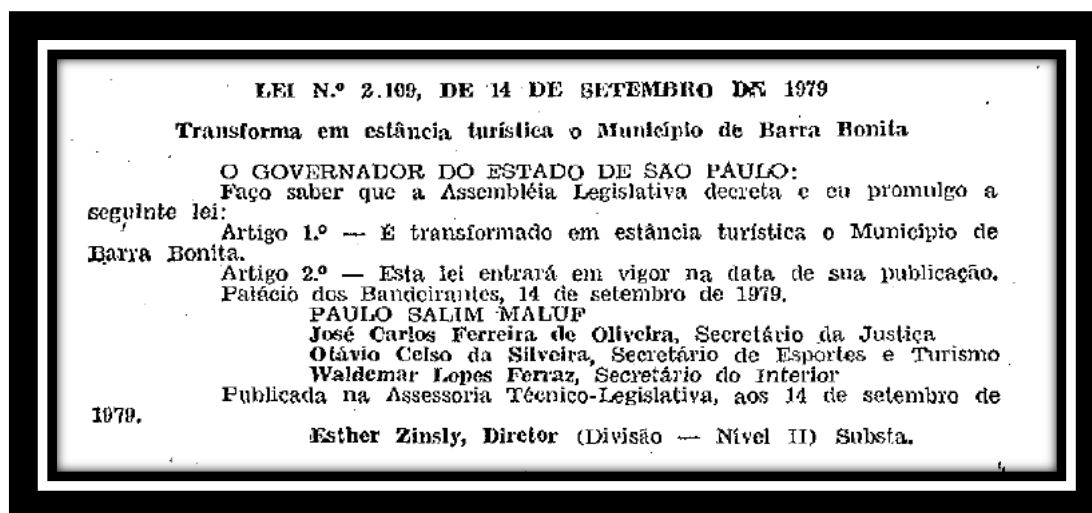 LEI N.º 2.109, DE 14 DE SETEMBRO DE 1979
Transforma em estância turística o Município de Barra Bonita
O GOVERNADOR DO ESTADO DE SÃO PAULO:
Faço saber que a Assembléia Legislativa decreta e eu promulgo a
seguinte lei:
Artigo 1.º — É transformado em estância turística o Município de
Barra Bonita.
Artigo 2.º — Esta lei entrará em vigor na data de sua publicação.
Palácio dos Bandeirantes, 14 de setembro de 1979.
PAULO SALIM MALUF
José Carlos Ferreira de Oliveira, Secretário da Justiça
Otávio Celso da Silveira, Secretário de Esportes e Turismo
Waldemar Lopes Ferraz, Secretário do Interior
Publicada na Assessoria Técnico-Legislativa, aos 14 de setembro de
1979.
Esther Zinsly, Diretor (Divisão — Nível II) Substa.